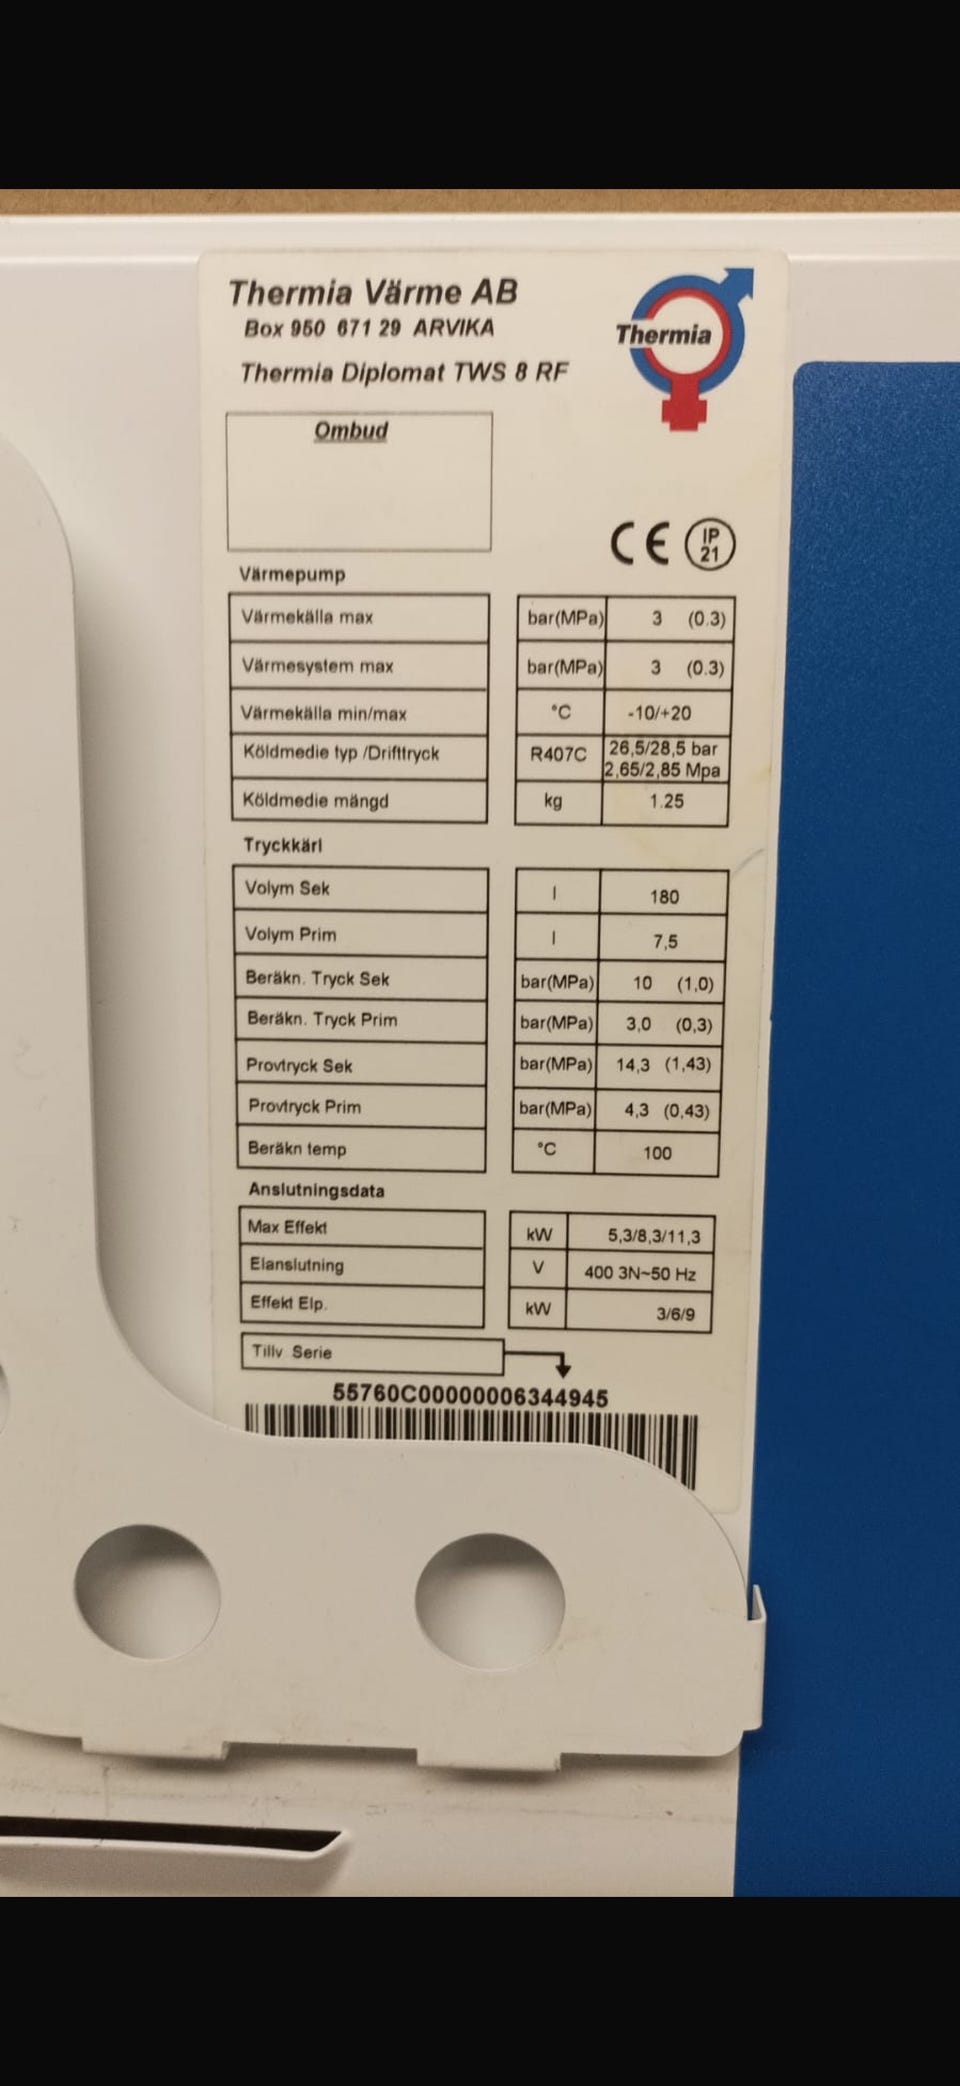 Thermia Värme AB
Box 950 671 29 ARVIKA
Thermia
Thermia Diplomat TWS 8 RF
Ombud
CE IP 21
Värmepump
Värmekälla max bar(MPa) 3 (0.3)
Värmesystem max bar(MPa) 3 (0.3)
Värmekälla min/max °C -10/+20
Köldmedie typ /Drifttryck R407C 26,5/28,5 bar
2,65/2,85 Mpa
Köldmedie mängd kg 1.25
Tryckkärl
Volym Sek l 180
Volym Prim l 7,5
Beräkn. Tryck Sek bar(MPa) 10 (1,0)
Beräkn. Tryck Prim bar(MPa) 3,0 (0,3)
Provtryck Sek bar(MPa) 14,3 (1,43)
Provtryck Prim bar(MPa) 4,3 (0,43)
Beräkn temp °C 100
Anslutningsdata
Max Effekt kW 5,3/8,3/11,3
Elanslutning V 400 3N~50 Hz
Effekt Elp. kW 3/6/9
Tillv Serie
55760C00000006344945